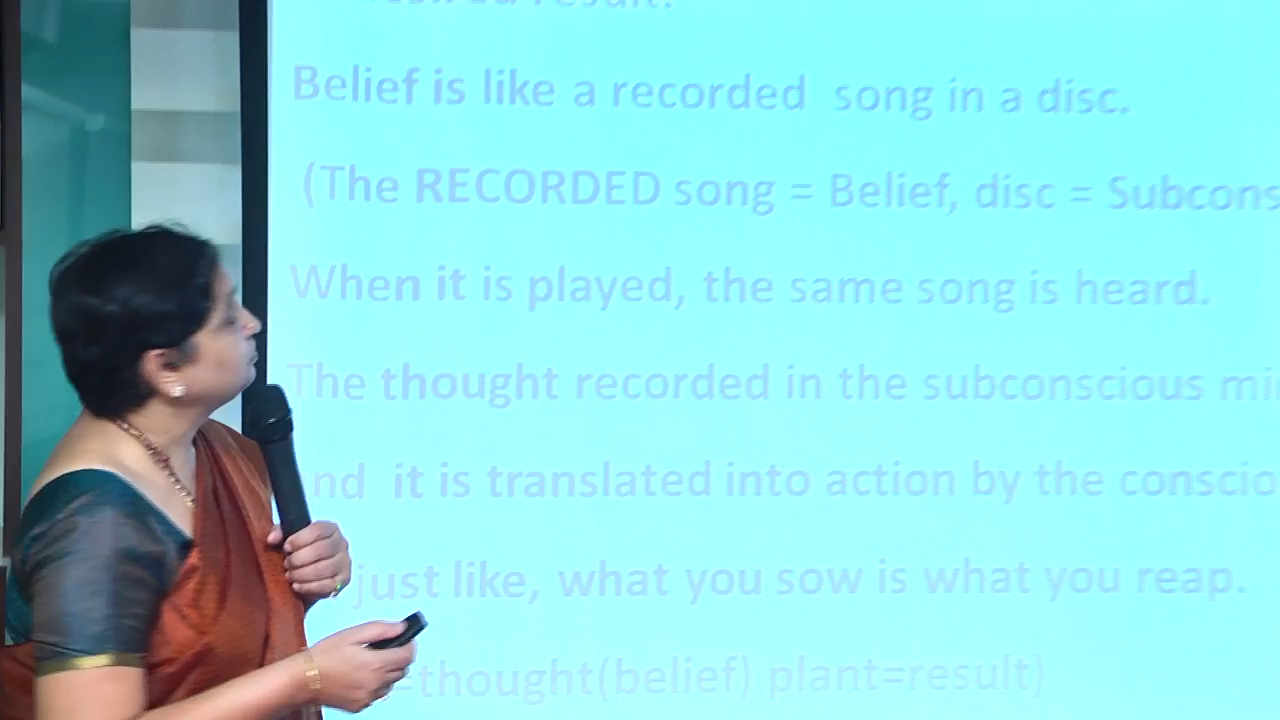 result.
Belief is like a recorded song in a disc.
(The RECORDED song = Belief, disc = Subcons
When it is played, the same song is heard.
The thought recorded in the subconscious mi
nd it is translated into action by the conscio
just like, what you sow is what you reap.
=thought(belief) plant=result)